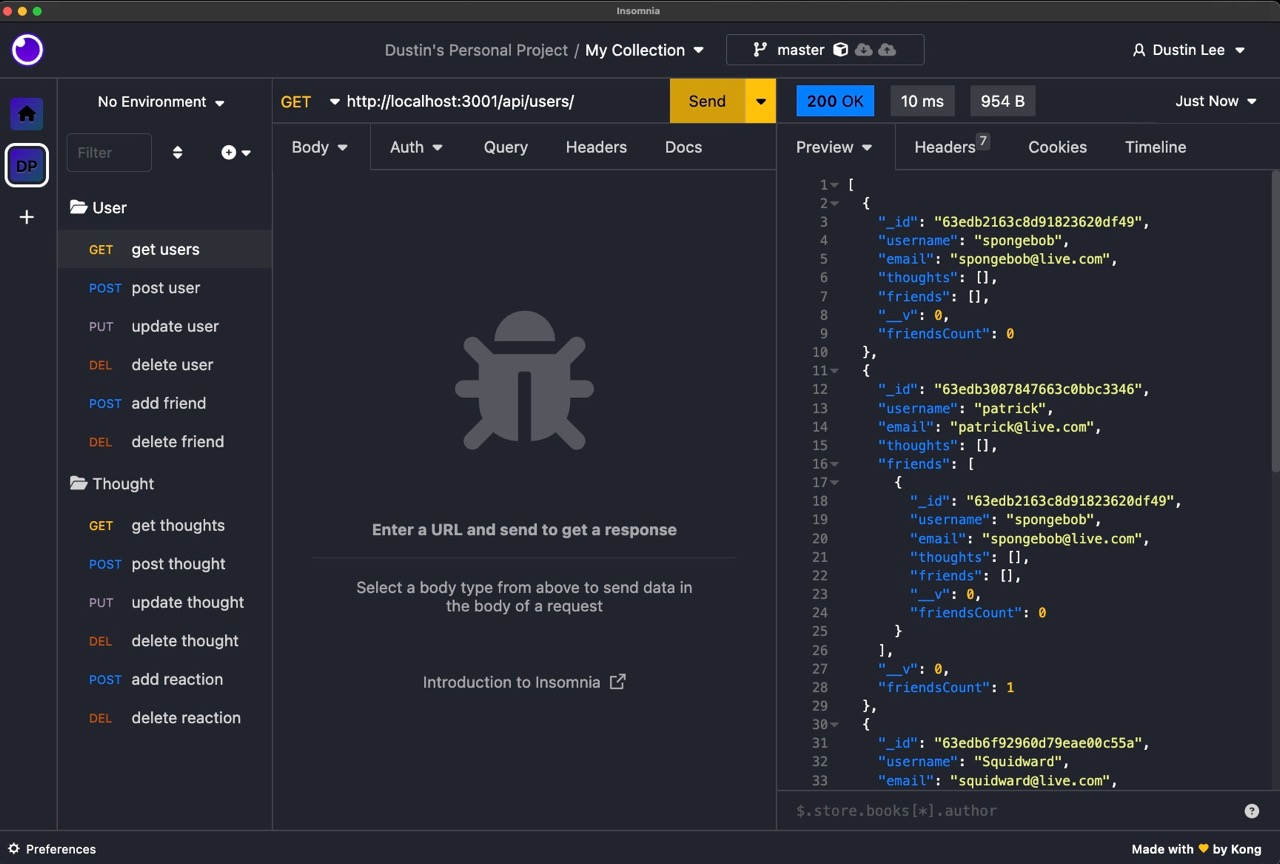 Insomnia
Dustin's Personal Project / My Collection
master
Dustin Lee
DP
No Environment
Filter
User
GET get users
POST post user
PUT update user
DEL delete user
POST add friend
DEL delete friend
Thought
GET get thoughts
POST post thought
PUT update thought
DEL delete thought
POST add reaction
DEL delete reaction
GET http://localhost:3001/api/users/ Send
Body Auth Query Headers Docs
Enter a URL and send to get a response
Select a body type from above to send data in
the body of a request
Introduction to Insomnia
200 OK 10 ms 954 B Just Now
Preview Headers 7 Cookies Timeline
1 [
2 {
3 "_id": "63edb2163c8d91823620df49",
4 "username": "spongebob",
5 "email": "spongebob@live.com",
6 "thoughts": [],
7 "friends": [],
8 "__v": 0,
9 "friendsCount": 0
10 },
11 {
12 "_id": "63edb3087847663c0bbc3346",
13 "username": "patrick",
14 "email": "patrick@live.com",
15 "thoughts": [],
16 "friends": [
17 {
18 "_id": "63edb2163c8d91823620df49",
19 "username": "spongebob",
20 "email": "spongebob@live.com",
21 "thoughts": [],
22 "friends": [],
23 "__v": 0,
24 "friendsCount": 0
25 }
26 ],
27 "__v": 0,
28 "friendsCount": 1
29 },
30 {
31 "_id": "63edb6f92960d79eae00c55a",
32 "username": "Squidward",
33 "email": "squidward@live.com",
$.store.books[*].author
?
Preferences
Made with by Kong